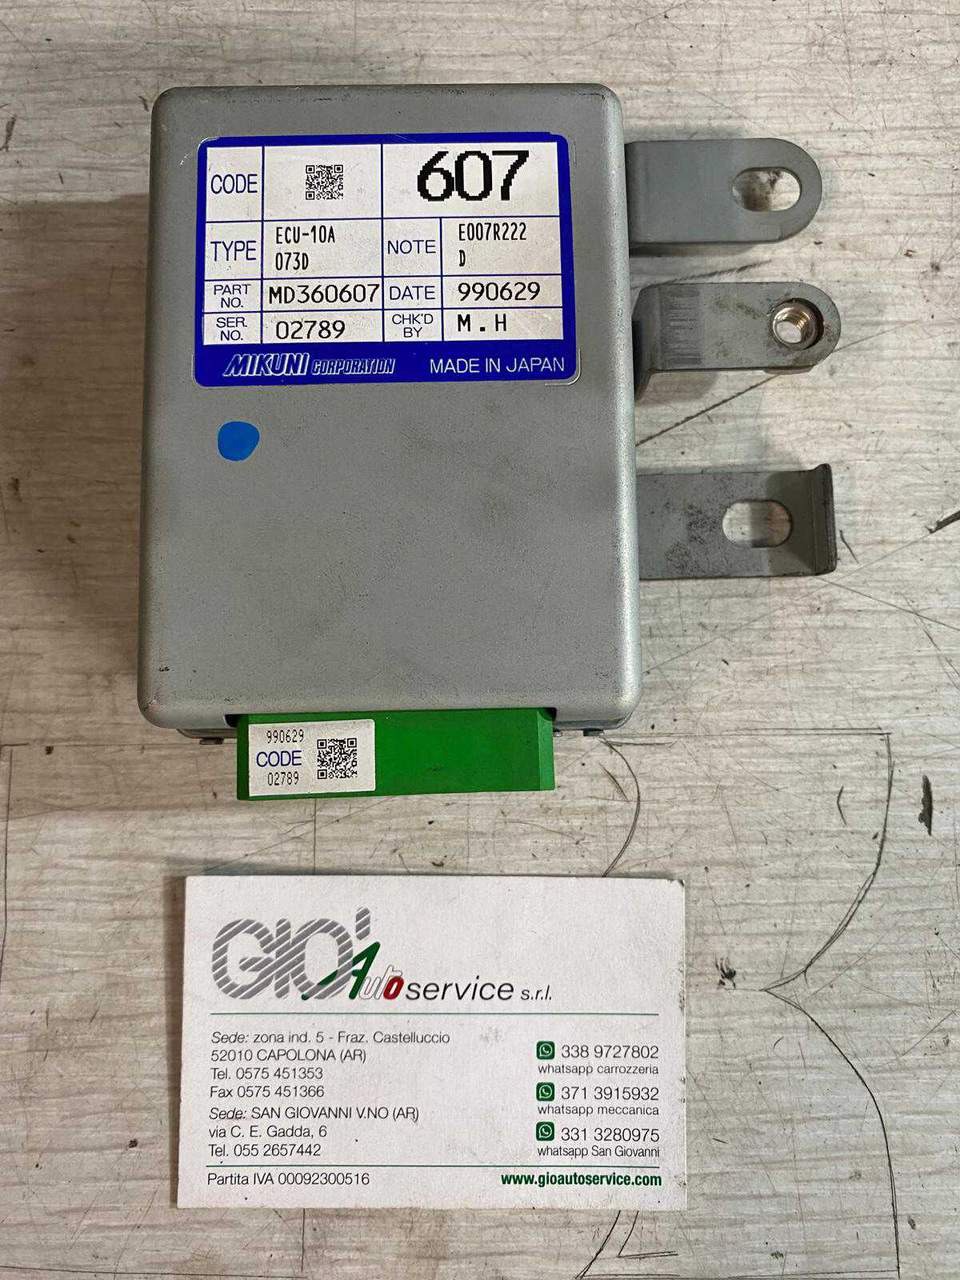 CODE 607
TYPE ECU-10A 073D NOTE E007R222 D
PART NO. MD360607 DATE 990629
SER. NO. 02789 CHK'D BY M.H
MIKUNI CORPORATION MADE IN JAPAN
990629
CODE
02789
GIO' Autoservice s.r.l.
Sede: zona ind. 5 - Fraz. Castelluccio
52010 CAPOLONA (AR)
Tel. 0575 451353
Fax 0575 451366
Sede: SAN GIOVANNI V.NO (AR)
via C. E. Gadda, 6
Tel. 055 2657442
338 9727802
whatsapp carrozzeria
371 3915932
whatsapp meccanica
331 3280975
whatsapp San Giovanni
Partita IVA 00092300516
www.gioautoservice.com